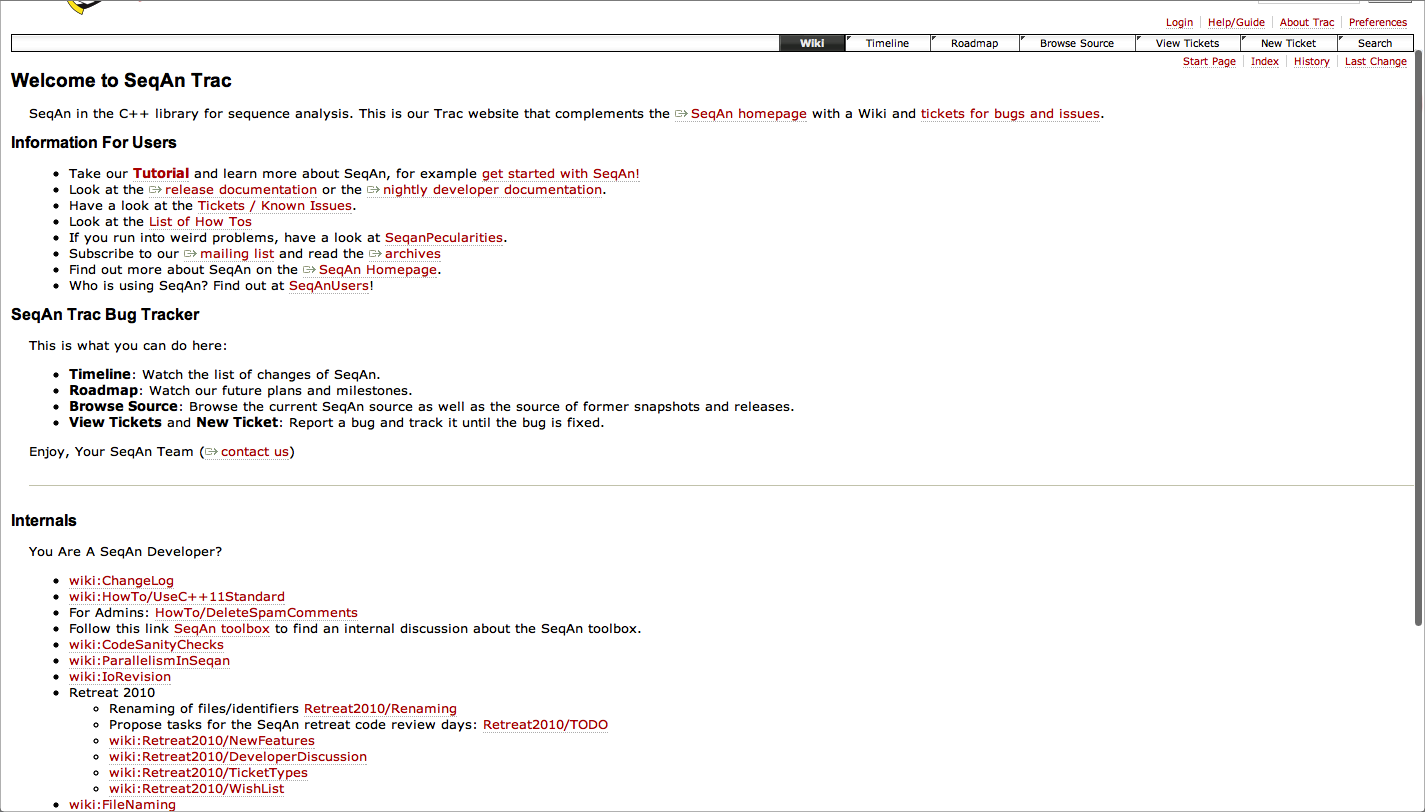 Login Help/Guide About Trac Preferences
Wiki Timeline Roadmap Browse Source View Tickets New Ticket Search
Start Page Index History Last Change
Welcome to SeqAn Trac
SeqAn in the C++ library for sequence analysis. This is our Trac website that complements the SeqAn homepage with a Wiki and tickets for bugs and issues.
Information For Users
Take our Tutorial and learn more about SeqAn, for example get started with SeqAn!
Look at the release documentation or the nightly developer documentation.
Have a look at the Tickets / Known Issues.
Look at the List of How Tos
If you run into weird problems, have a look at SeqanPecularities.
Subscribe to our mailing list and read the archives
Find out more about SeqAn on the SeqAn Homepage.
Who is using SeqAn? Find out at SeqAnUsers!
SeqAn Trac Bug Tracker
This is what you can do here:
Timeline: Watch the list of changes of SeqAn.
Roadmap: Watch our future plans and milestones.
Browse Source: Browse the current SeqAn source as well as the source of former snapshots and releases.
View Tickets and New Ticket: Report a bug and track it until the bug is fixed.
Enjoy, Your SeqAn Team (contact us)
Internals
You Are A SeqAn Developer?
wiki:ChangeLog
wiki:HowTo/UseC++11Standard
For Admins: HowTo/DeleteSpamComments
Follow this link SeqAn toolbox to find an internal discussion about the SeqAn toolbox.
wiki:CodeSanityChecks
wiki:ParallelismInSeqan
wiki:IoRevision
Retreat 2010
Renaming of files/identifiers Retreat2010/Renaming
Propose tasks for the SeqAn retreat code review days: Retreat2010/TODO
wiki:Retreat2010/NewFeatures
wiki:Retreat2010/DeveloperDiscussion
wiki:Retreat2010/TicketTypes
wiki:Retreat2010/WishList
wiki:FileNaming